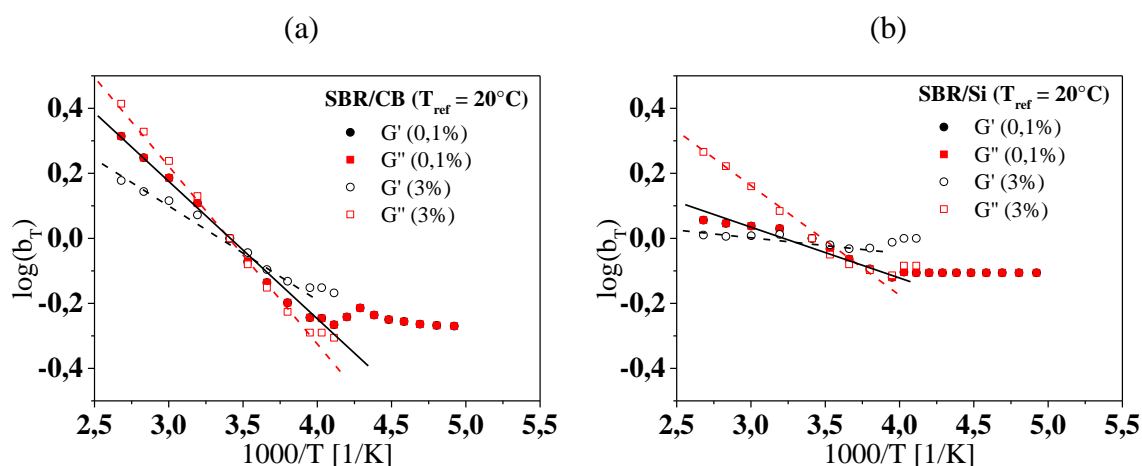 (a)
SBR/CB (T_ref = 20°C)
G' (0,1%)
G'' (0,1%)
G' (3%)
G'' (3%)
log(b_T)
0,4
0,2
0,0
-0,2
-0,4
2,5 3,0 3,5 4,0 4,5 5,0 5,5
1000/T [1/K]
(b)
SBR/Si (T_ref = 20°C)
G' (0,1%)
G'' (0,1%)
G' (3%)
G'' (3%)
log(b_T)
0,4
0,2
0,0
-0,2
-0,4
2,5 3,0 3,5 4,0 4,5 5,0 5,5
1000/T [1/K]